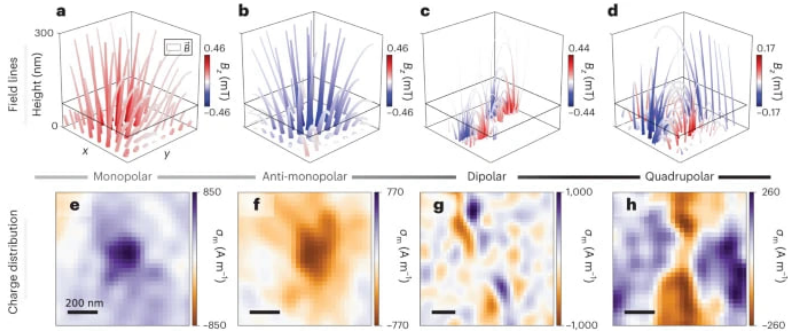 a
b
c
d
Field lines
Height (nm)
300
0
x
y
B
0.46
B_z (mT)
−0.46
0.46
B_z (mT)
−0.46
0.44
B_z (mT)
−0.44
0.17
B_z (mT)
−0.17
Monopolar
Anti-monopolar
Dipolar
Quadrupolar
Charge distribution
e
200 nm
850
σ_m (A m⁻¹)
−850
f
770
σ_m (A m⁻¹)
−770
g
1,000
σ_m (A m⁻¹)
−1,000
h
260
σ_m (A m⁻¹)
−260